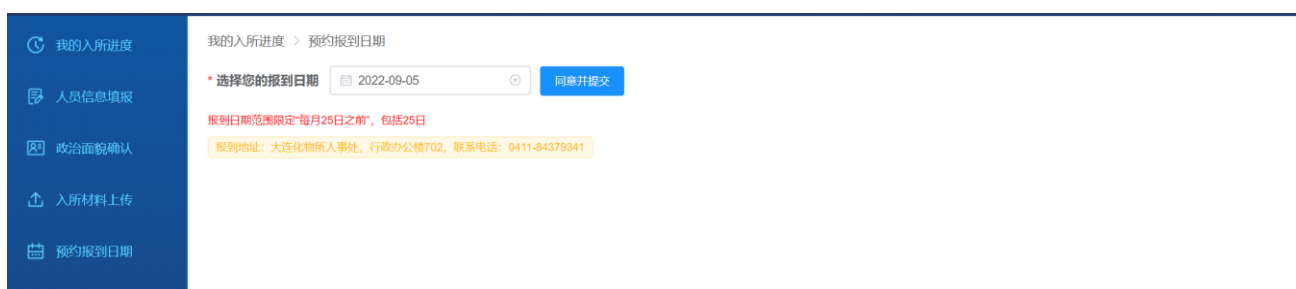 我的入所进度
人员信息填报
政治面貌确认
入所材料上传
预约报到日期
我的入所进度 > 预约报到日期
* 选择您的报到日期 2022-09-05 同意并提交
报到日期范围限定“每月25日之前”，包括25日
报到地址：大连化物所人事处，行政办公楼702，联系电话：0411-84379341